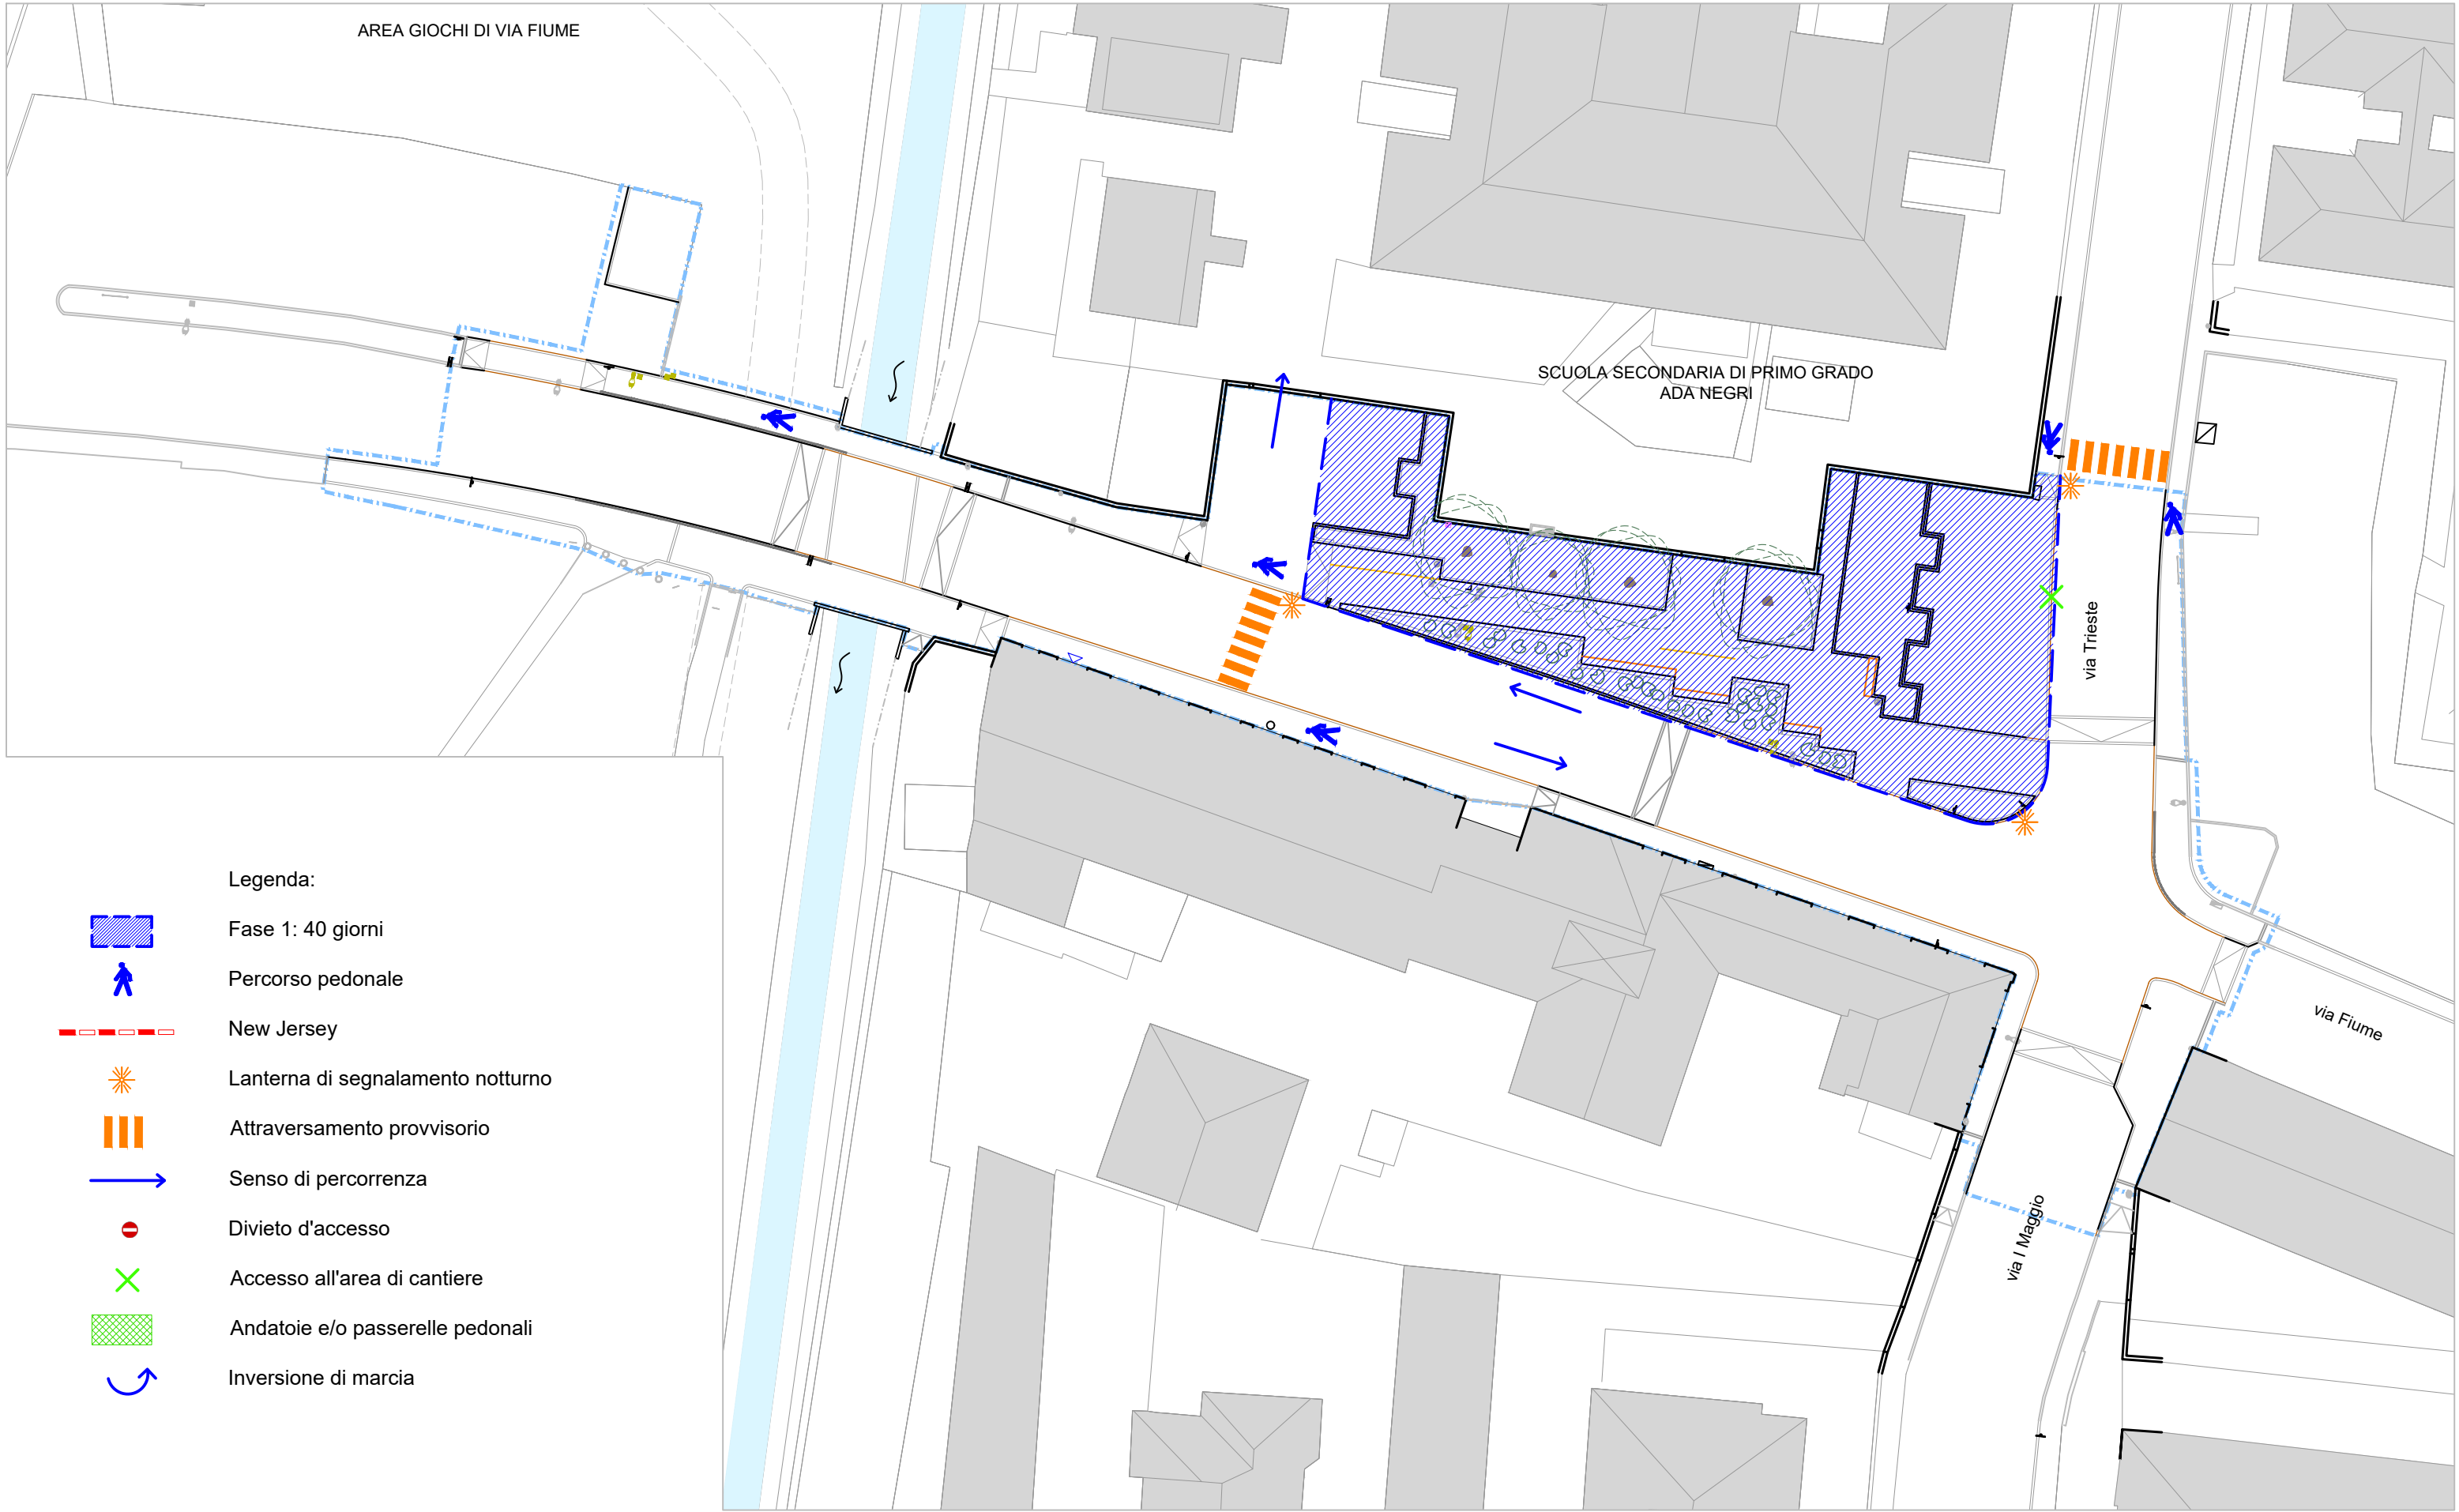 AREA GIOCHI DI VIA FIUME
SCUOLA SECONDARIA DI PRIMO GRADO
ADA NEGRI
via Trieste
via Fiume
via I Maggio
Legenda:
Fase 1: 40 giorni
Percorso pedonale
New Jersey
Lanterna di segnalamento notturno
Attraversamento provvisorio
Senso di percorrenza
Divieto d'accesso
Accesso all'area di cantiere
Andatoie e/o passerelle pedonali
Inversione di marcia